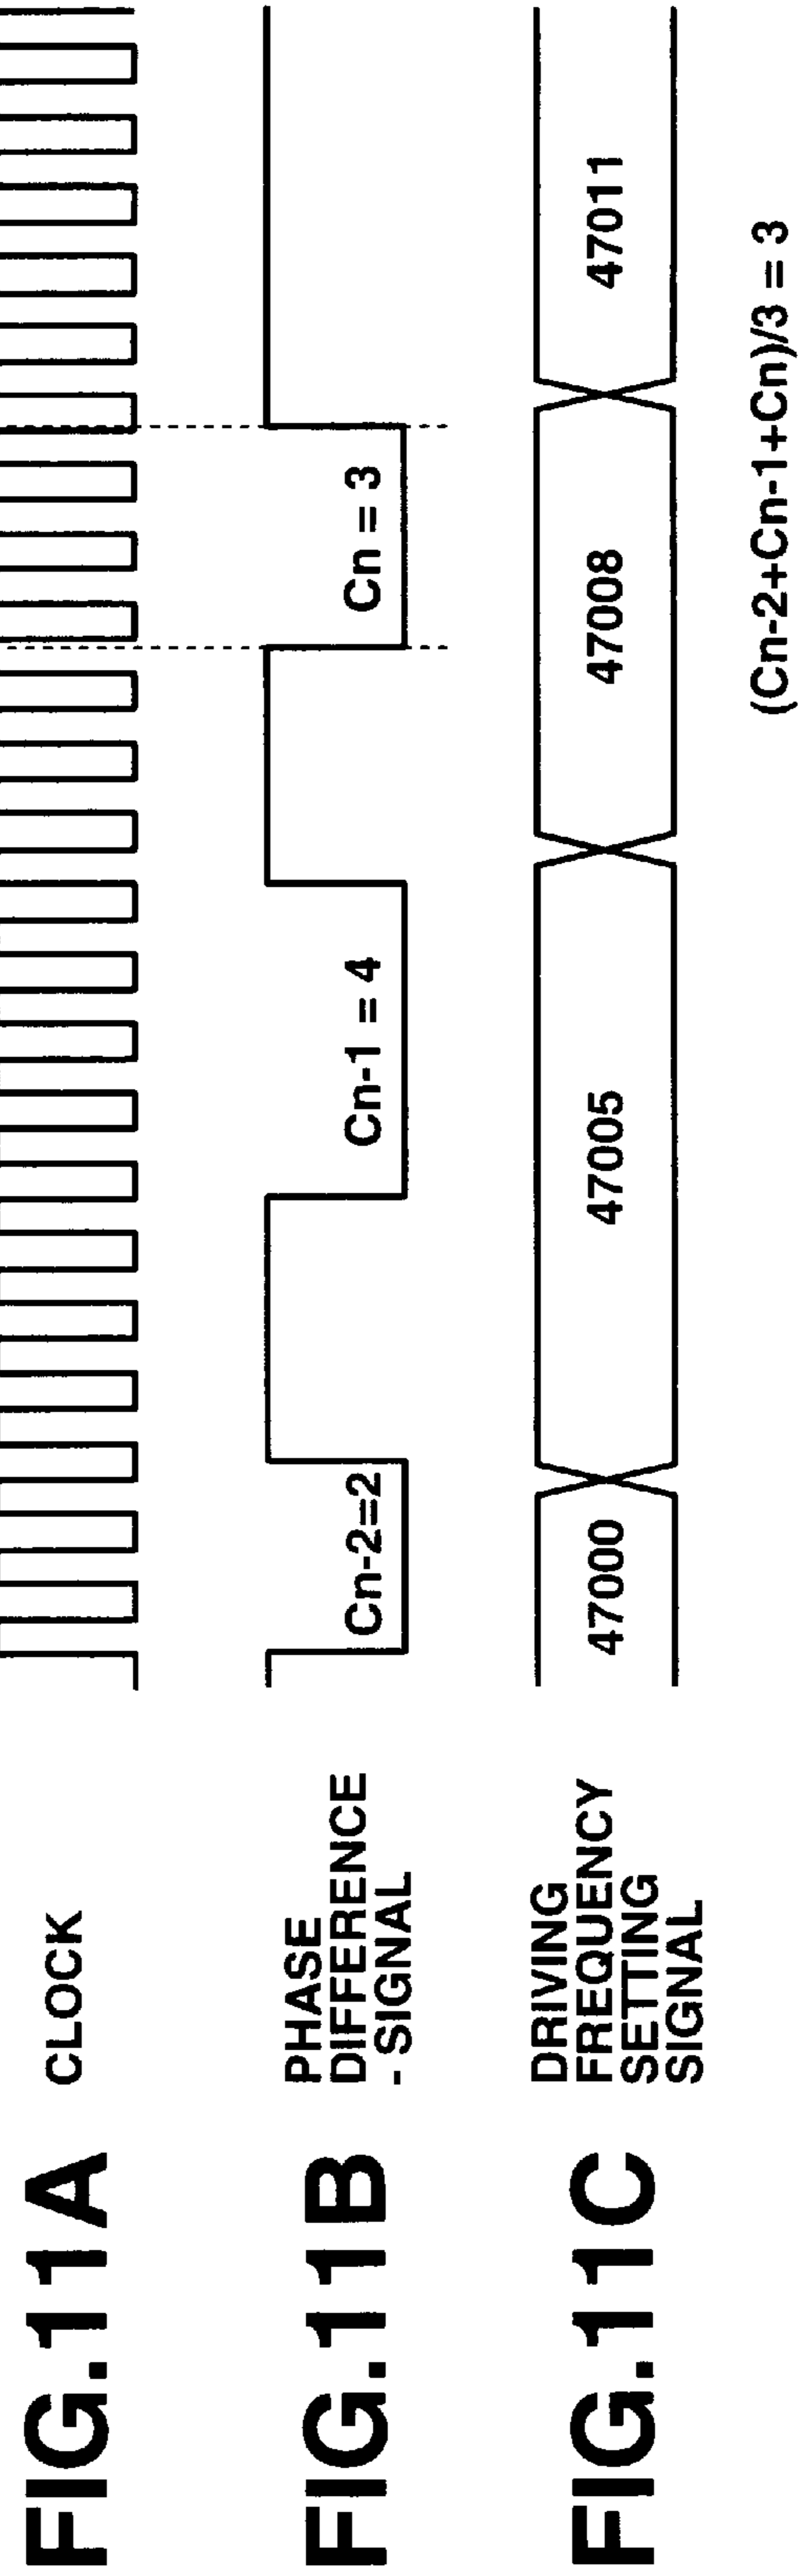 FIG.11A
CLOCK
FIG.11B
PHASE
DIFFERENCE
- SIGNAL
Cn-2=2
Cn-1 = 4
Cn = 3
FIG.11C
DRIVING
FREQUENCY
SETTING
SIGNAL
47000
47005
47008
47011
(Cn-2+Cn-1+Cn)/3 = 3